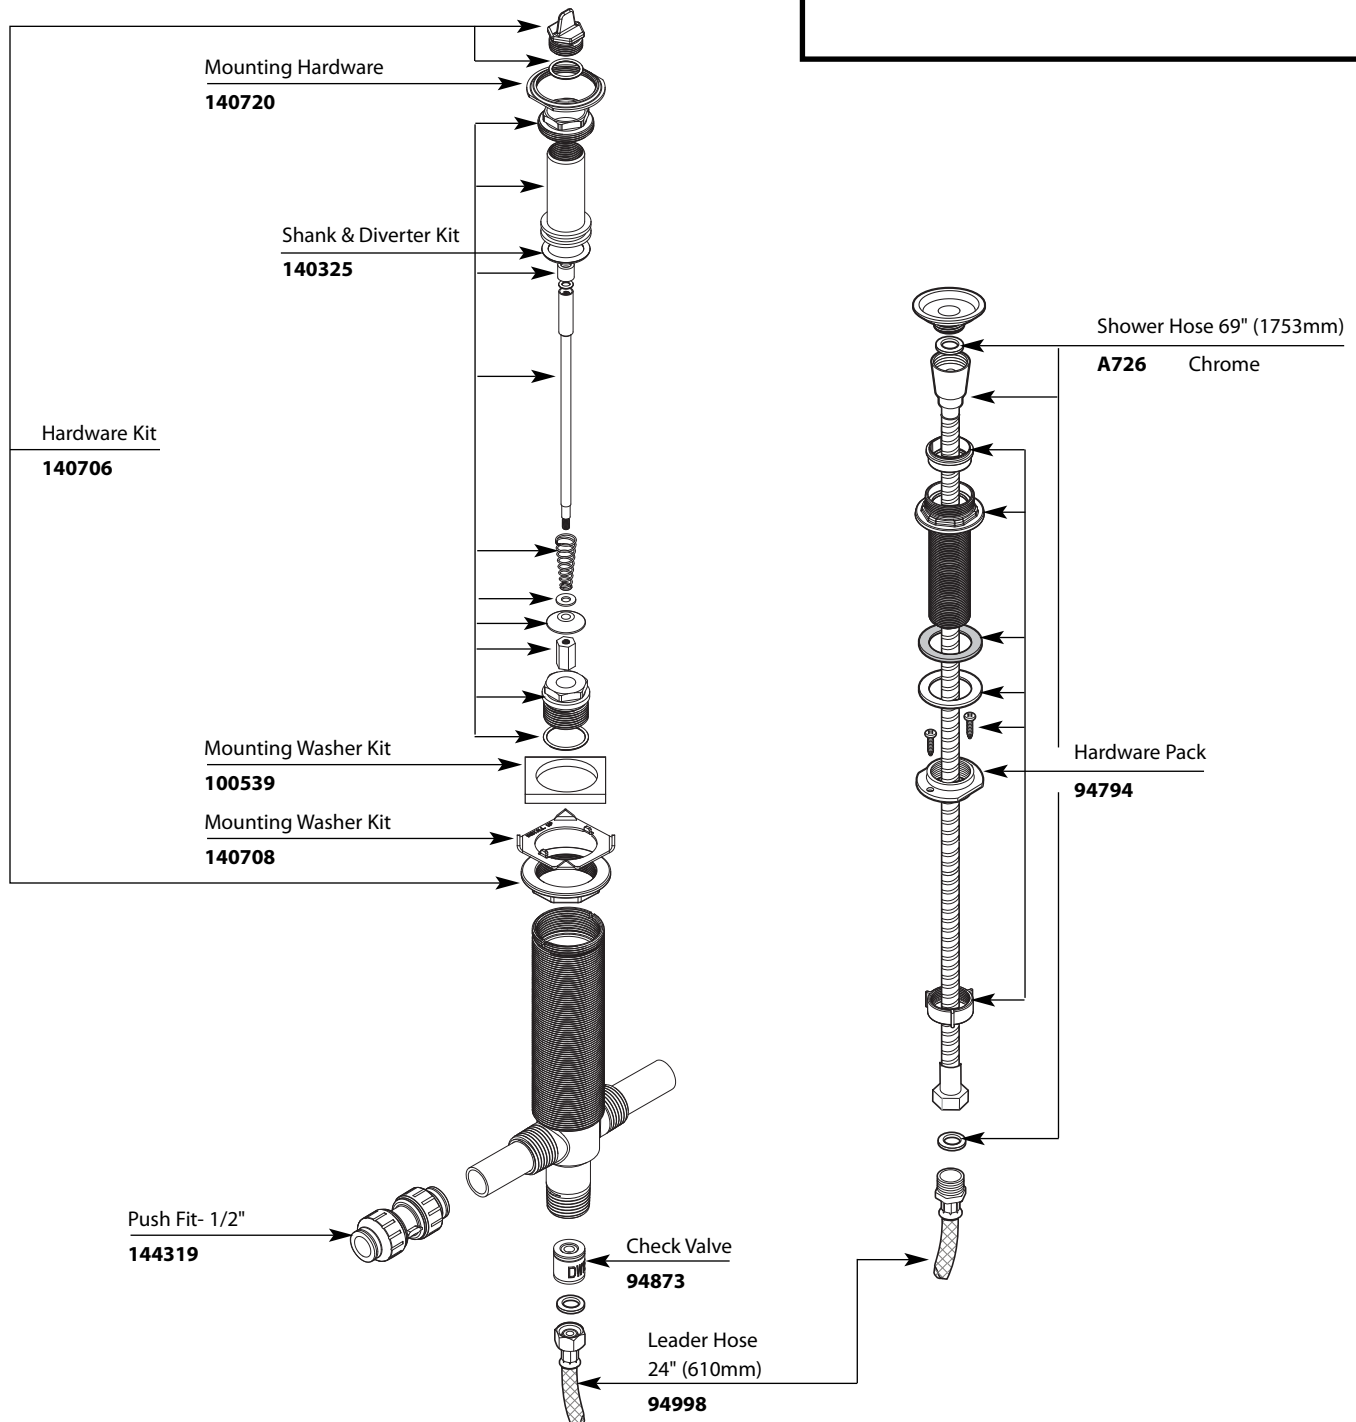 Mounting Hardware
140720
Shank & Diverter Kit
140325
Shower Hose 69" (1753mm)
A726 Chrome
Hardware Kit
140706
Mounting Washer Kit
100539
Hardware Pack
94794
Mounting Washer Kit
140708
Push Fit- 1/2"
144319
Check Valve
94873
Leader Hose
24" (610mm)
94998